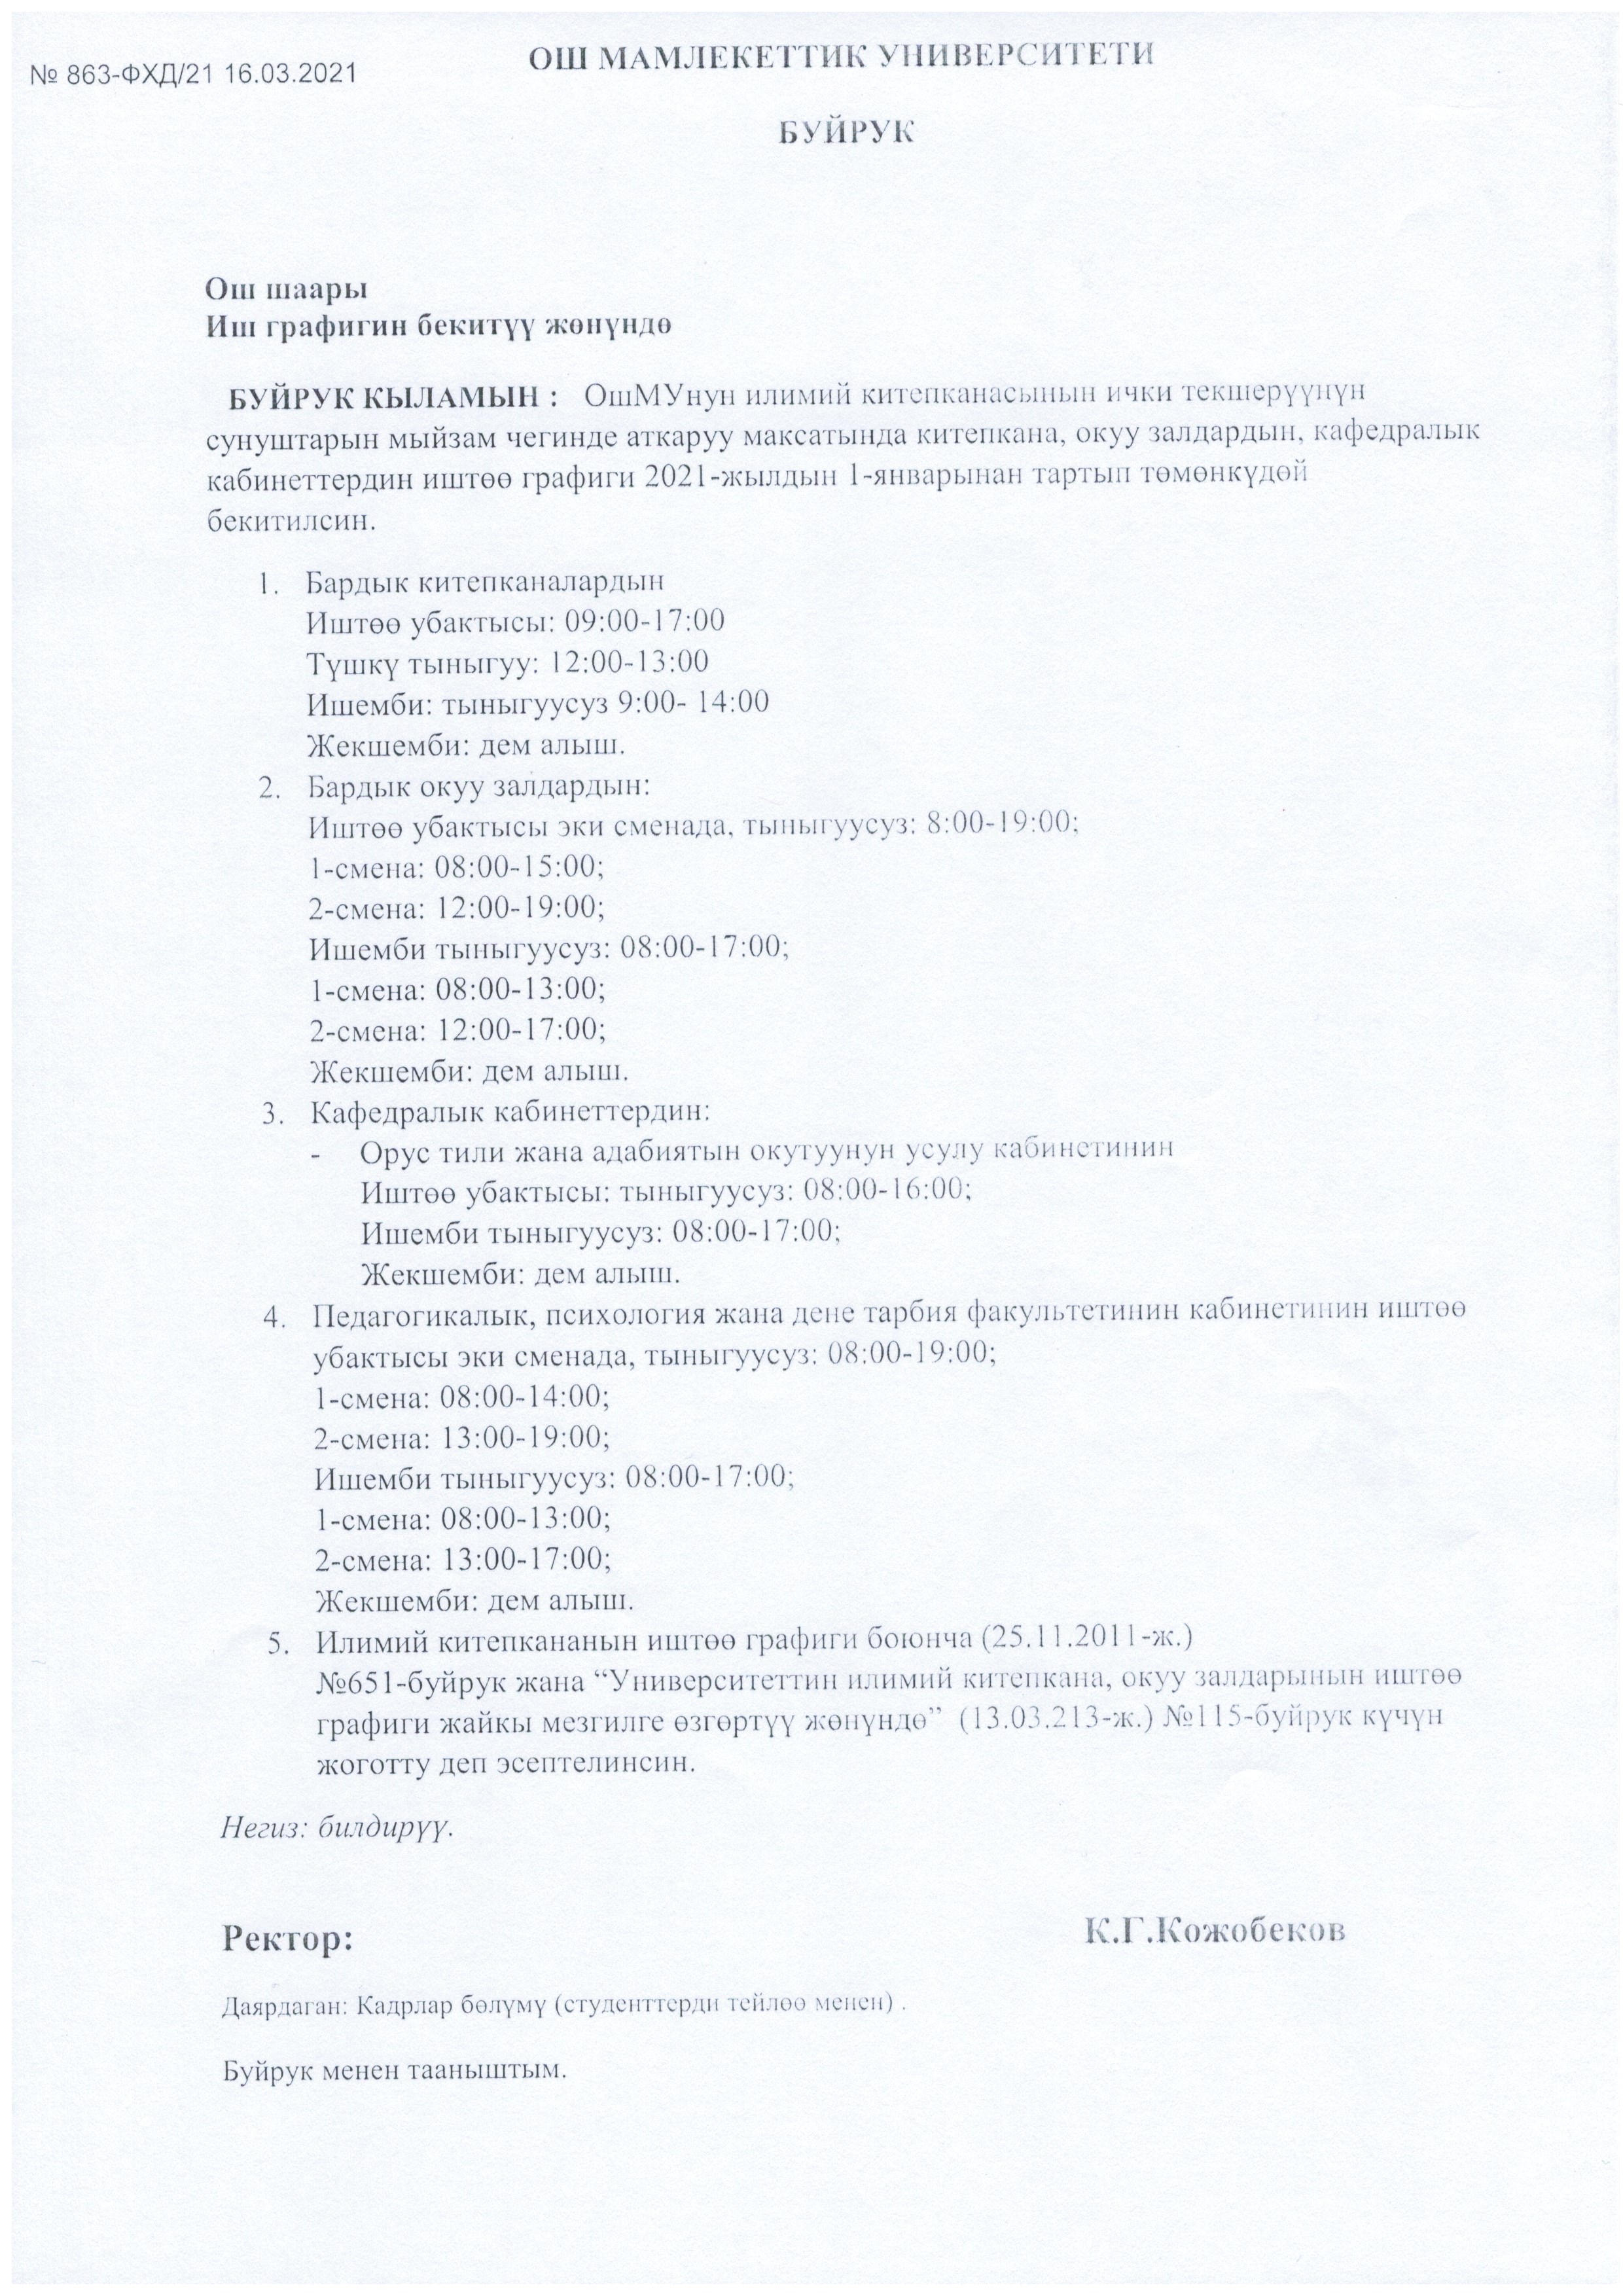 № 863-ФХД/21 16.03.2021
ОШ МАМЛЕКЕТТИК УНИВЕРСИТЕТИ
БУЙРУК
Ош шаары
Иш графигин бекитүү жөнүндө
БУЙРУК КЫЛАМЫН : ОшМУнун илимий китепканасынын ички текшерүүнүн
сунуштарын мыйзам чегинде аткаруу максатында китепкана, окуу залдардын, кафедралык
кабинеттердин иштөө графиги 2021-жылдын 1-январынан тартып төмөнкүдөй
бекитилсин.
1. Бардык китепканалардын
Иштөө убактысы: 09:00-17:00
Түшкү тыныгуу: 12:00-13:00
Ишемби: тыныгуусуз 9:00- 14:00
Жекшемби: дем алыш.
2. Бардык окуу залдардын:
Иштөө убактысы эки сменада, тыныгуусуз: 8:00-19:00;
1-смена: 08:00-15:00;
2-смена: 12:00-19:00;
Ишемби тыныгуусуз: 08:00-17:00;
1-смена: 08:00-13:00;
2-смена: 12:00-17:00;
Жекшемби: дем алыш.
3. Кафедралык кабинеттердин:
- Орус тили жана адабиятын окутуунун усулу кабинетинин
Иштөө убактысы: тыныгуусуз: 08:00-16:00;
Ишемби тыныгуусуз: 08:00-17:00;
Жекшемби: дем алыш.
4. Педагогикалык, психология жана дене тарбия факультетинин кабинетинин иштөө
убактысы эки сменада, тыныгуусуз: 08:00-19:00;
1-смена: 08:00-14:00;
2-смена: 13:00-19:00;
Ишемби тыныгуусуз: 08:00-17:00;
1-смена: 08:00-13:00;
2-смена: 13:00-17:00;
Жекшемби: дем алыш.
5. Илимий китепкананын иштөө графиги боюнча (25.11.2011-ж.)
№651-буйрук жана “Университеттин илимий китепкана, окуу залдарынын иштөө
графиги жайкы мезгилге өзгөртүү жөнүндө” (13.03.213-ж.) №115-буйрук күчүн
жоготту деп эсептелинсин.
Негиз: билдирүү.
Ректор: К.Г.Кожобеков
Даярдаган: Кадрлар бөлүмү (студенттерди тейлөө менен) .
Буйрук менен тааныштым.